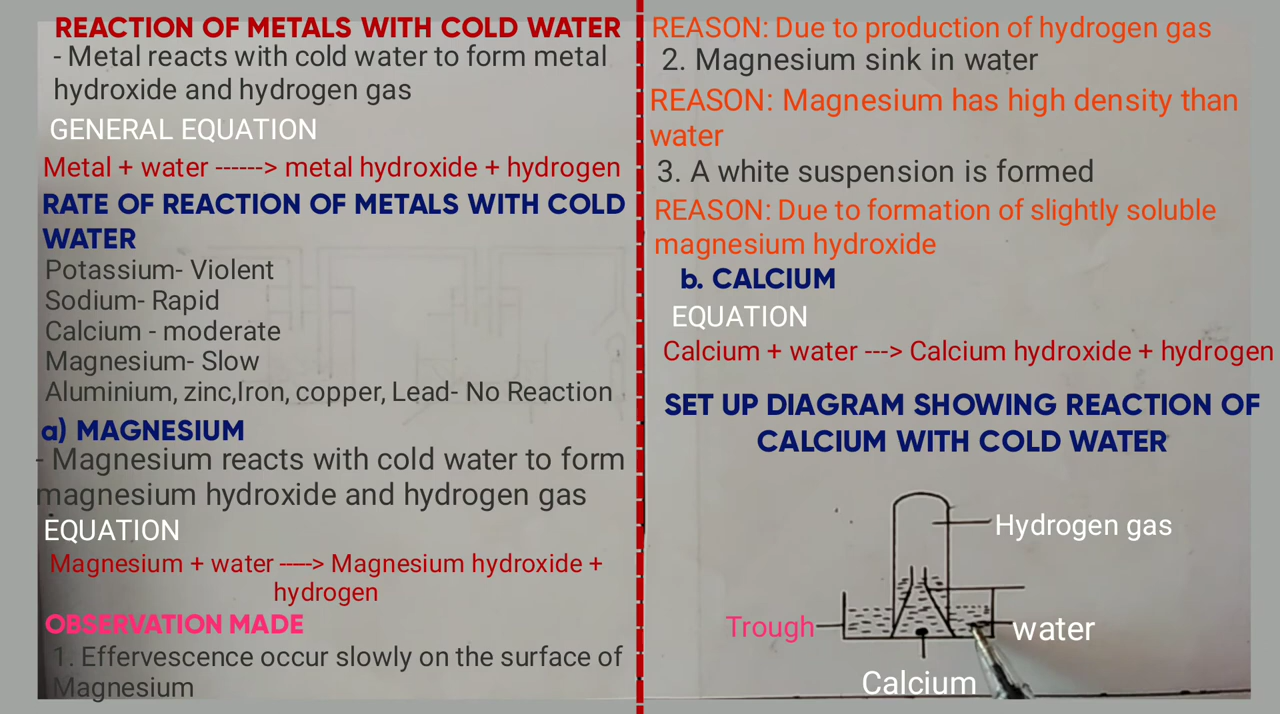 REACTION OF METALS WITH COLD WATER
- Metal reacts with cold water to form metal
hydroxide and hydrogen gas
GENERAL EQUATION
Metal + water ------> metal hydroxide + hydrogen
RATE OF REACTION OF METALS WITH COLD
WATER
Potassium- Violent
Sodium- Rapid
Calcium - moderate
Magnesium- Slow
Aluminium, zinc,Iron, copper, Lead- No Reaction
a) MAGNESIUM
- Magnesium reacts with cold water to form
magnesium hydroxide and hydrogen gas
EQUATION
Magnesium + water -----> Magnesium hydroxide +
hydrogen
OBSERVATION MADE
1. Effervescence occur slowly on the surface of
Magnesium
REASON: Due to production of hydrogen gas
2. Magnesium sink in water
REASON: Magnesium has high density than
water
3. A white suspension is formed
REASON: Due to formation of slightly soluble
magnesium hydroxide
b. CALCIUM
EQUATION
Calcium + water ---> Calcium hydroxide + hydrogen
SET UP DIAGRAM SHOWING REACTION OF
CALCIUM WITH COLD WATER
Hydrogen gas
Trough
water
Calcium